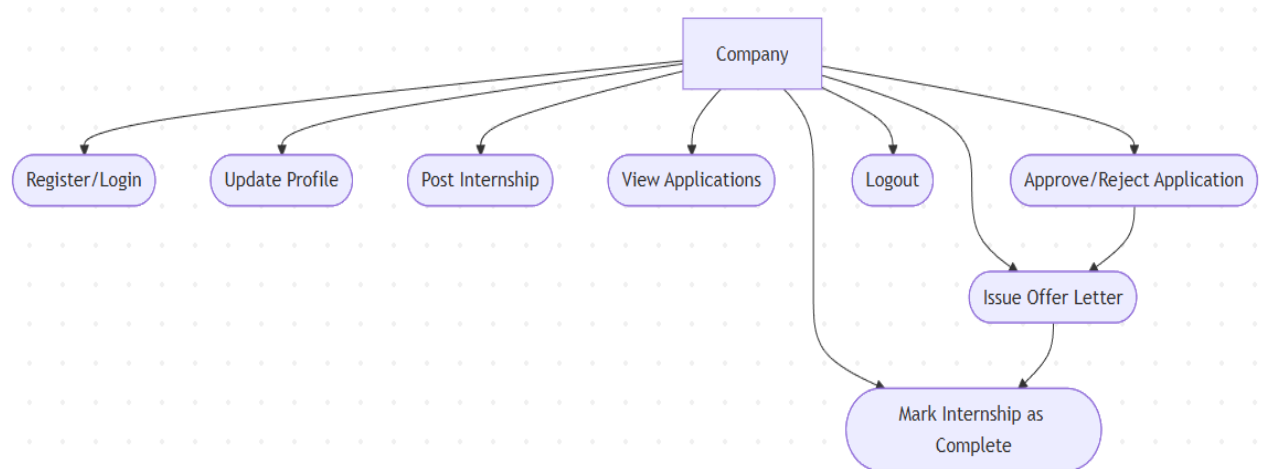 Company
Register/Login
Update Profile
Post Internship
View Applications
Logout
Approve/Reject Application
Issue Offer Letter
Mark Internship as
Complete